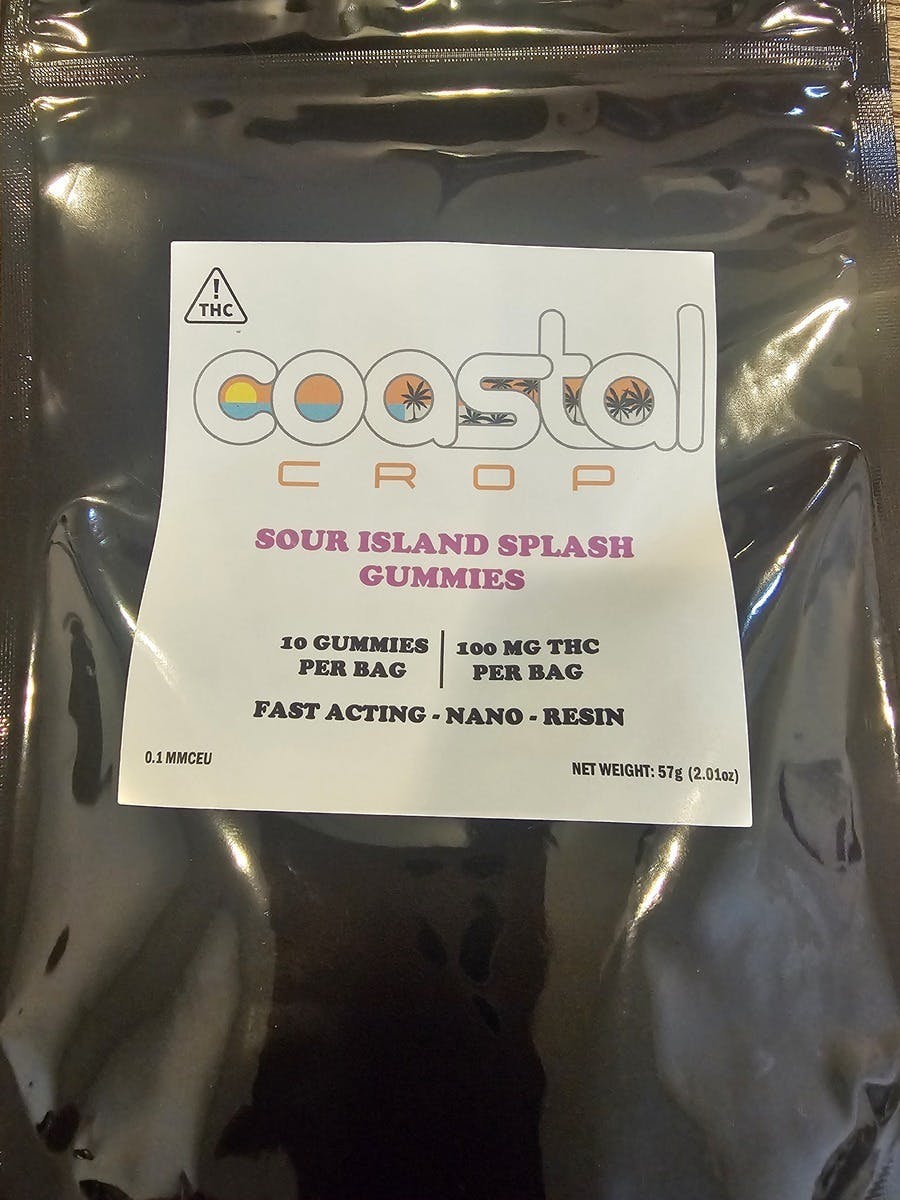 !
THC
coastal
CROP
SOUR ISLAND SPLASH
GUMMIES
10 GUMMIES
PER BAG
100 MG THC
PER BAG
FAST ACTING - NANO - RESIN
0.1 MMCEU
NET WEIGHT: 57g (2.01oz)